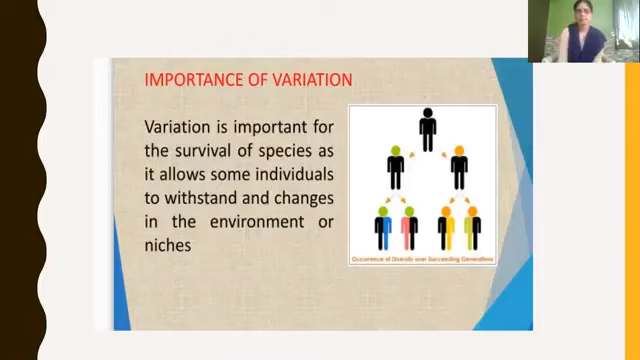 IMPORTANCE OF VARIATION
Variation is important for
the survival of species as
it allows some individuals
to withstand and changes
in the environment or
niches
Occurrence of Diversity over Succeeding Generations